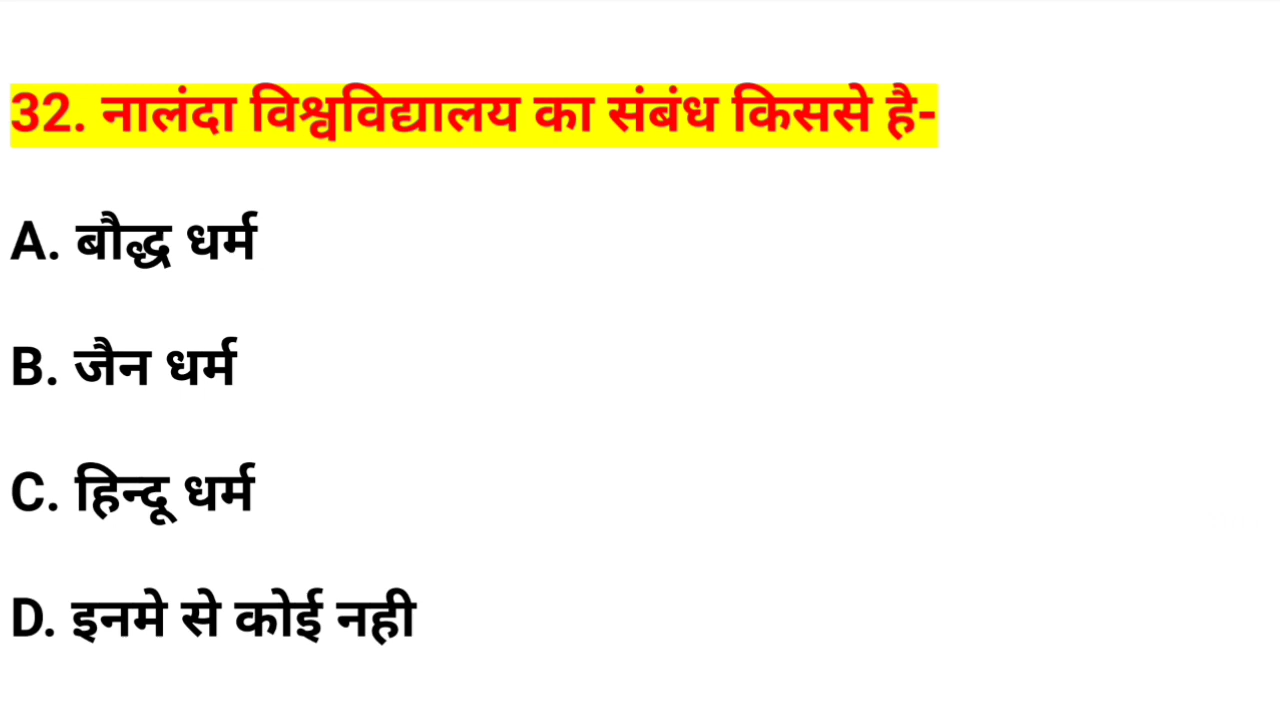 32. नालंदा विश्वविद्यालय का संबंध किससे है-
A. बौद्ध धर्म
B. जैन धर्म
C. हिन्दू धर्म
D. इनमे से कोई नही